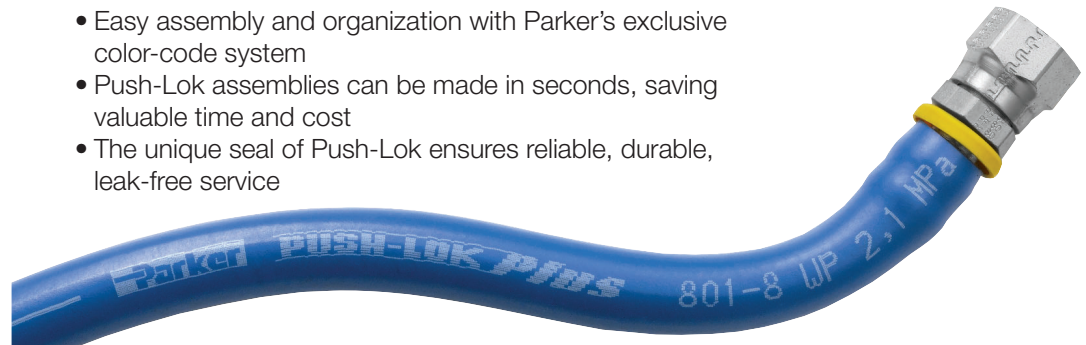 • Easy assembly and organization with Parker's exclusive
color-code system
• Push-Lok assemblies can be made in seconds, saving
valuable time and cost
• The unique seal of Push-Lok ensures reliable, durable,
leak-free service
Parker PUSH-LOK plus 801-8 WP 2,1 MPa